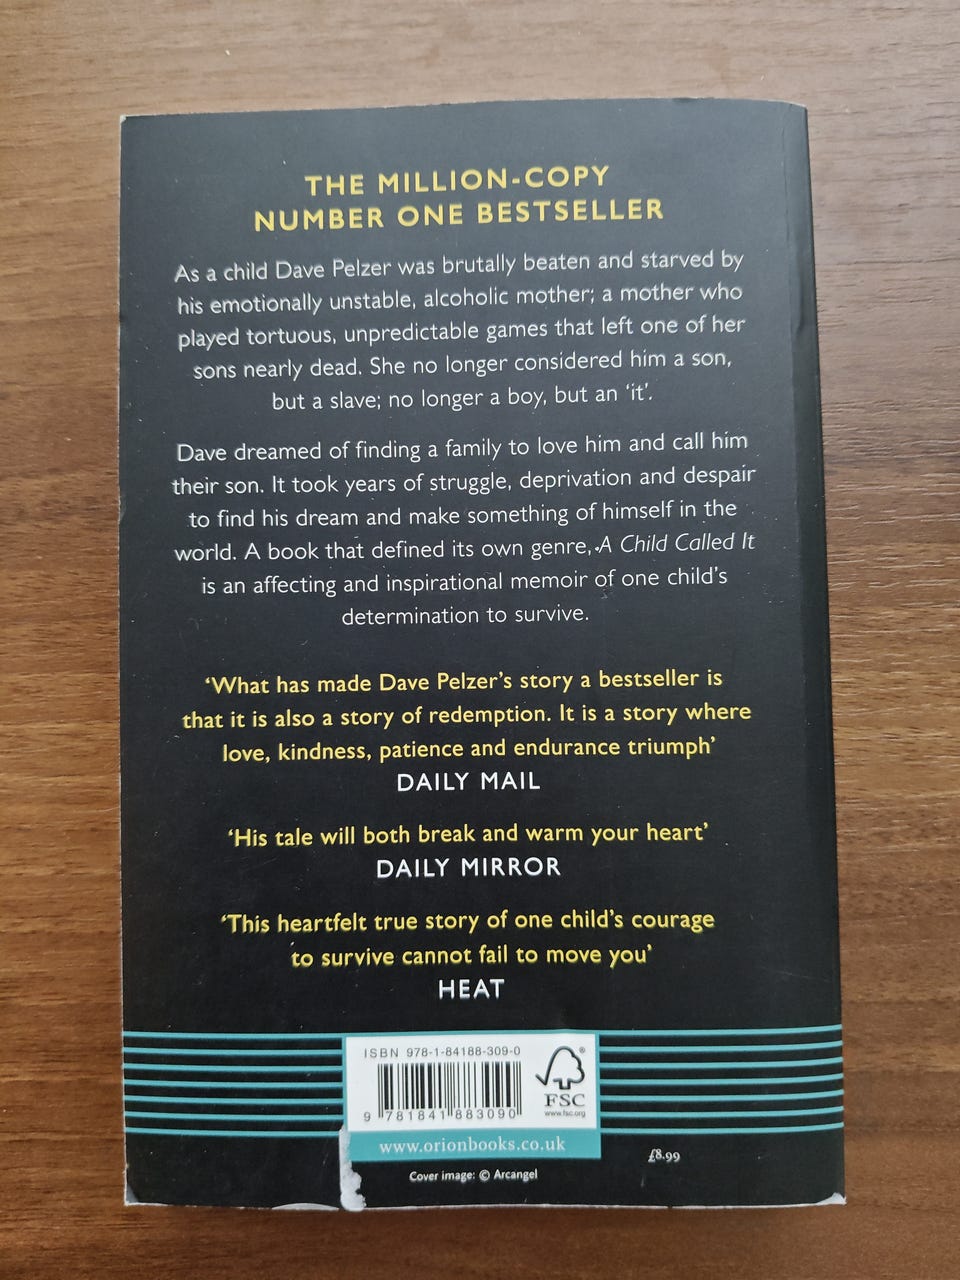 THE MILLION-COPY
NUMBER ONE BESTSELLER
As a child Dave Pelzer was brutally beaten and starved by
his emotionally unstable, alcoholic mother; a mother who
played tortuous, unpredictable games that left one of her
sons nearly dead. She no longer considered him a son,
but a slave; no longer a boy, but an ‘it’.
Dave dreamed of finding a family to love him and call him
their son. It took years of struggle, deprivation and despair
to find his dream and make something of himself in the
world. A book that defined its own genre, A Child Called It
is an affecting and inspirational memoir of one child’s
determination to survive.
‘What has made Dave Pelzer’s story a bestseller is
that it is also a story of redemption. It is a story where
love, kindness, patience and endurance triumph’
DAILY MAIL
‘His tale will both break and warm your heart’
DAILY MIRROR
‘This heartfelt true story of one child’s courage
to survive cannot fail to move you’
HEAT
ISBN 978-1-84188-309-0
9 781841 883090
FSC
www.fsc.org
www.orionbooks.co.uk
£8.99
Cover image: © Arcangel